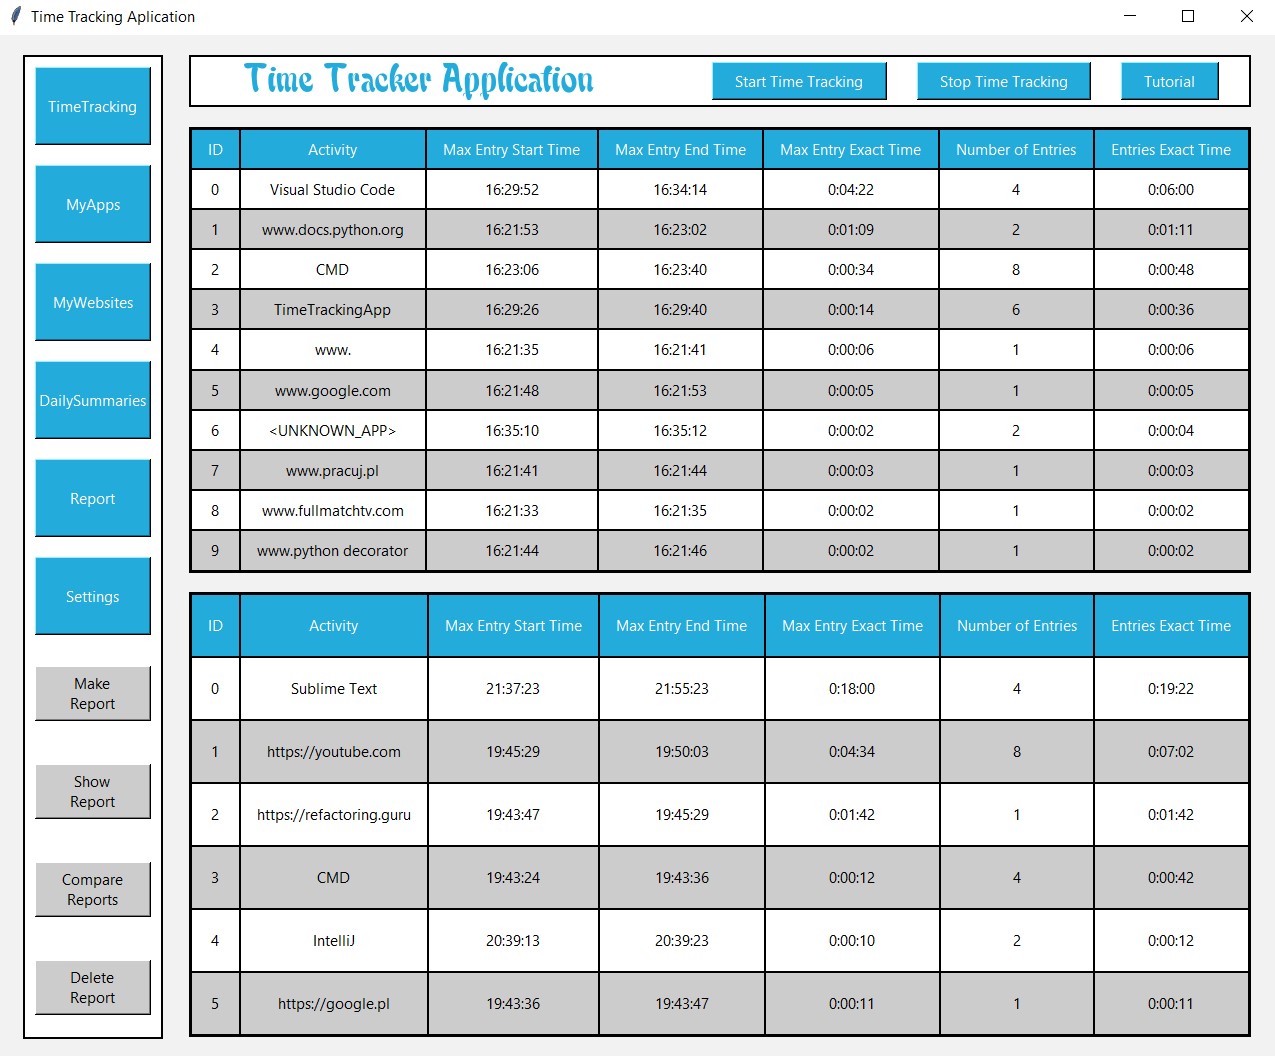 Time Tracking Aplication
TimeTracking
MyApps
MyWebsites
DailySummaries
Report
Settings
Make
Report
Show
Report
Compare
Reports
Delete
Report
Time Tracker Application
Start Time Tracking
Stop Time Tracking
Tutorial
ID Activity Max Entry Start Time Max Entry End Time Max Entry Exact Time Number of Entries Entries Exact Time
0 Visual Studio Code 16:29:52 16:34:14 0:04:22 4 0:06:00
1 www.docs.python.org 16:21:53 16:23:02 0:01:09 2 0:01:11
2 CMD 16:23:06 16:23:40 0:00:34 8 0:00:48
3 TimeTrackingApp 16:29:26 16:29:40 0:00:14 6 0:00:36
4 www. 16:21:35 16:21:41 0:00:06 1 0:00:06
5 www.google.com 16:21:48 16:21:53 0:00:05 1 0:00:05
6 <UNKNOWN_APP> 16:35:10 16:35:12 0:00:02 2 0:00:04
7 www.pracuj.pl 16:21:41 16:21:44 0:00:03 1 0:00:03
8 www.fullmatchtv.com 16:21:33 16:21:35 0:00:02 1 0:00:02
9 www.python decorator 16:21:44 16:21:46 0:00:02 1 0:00:02
ID Activity Max Entry Start Time Max Entry End Time Max Entry Exact Time Number of Entries Entries Exact Time
0 Sublime Text 21:37:23 21:55:23 0:18:00 4 0:19:22
1 https://youtube.com 19:45:29 19:50:03 0:04:34 8 0:07:02
2 https://refactoring.guru 19:43:47 19:45:29 0:01:42 1 0:01:42
3 CMD 19:43:24 19:43:36 0:00:12 4 0:00:42
4 IntelliJ 20:39:13 20:39:23 0:00:10 2 0:00:12
5 https://google.pl 19:43:36 19:43:47 0:00:11 1 0:00:11